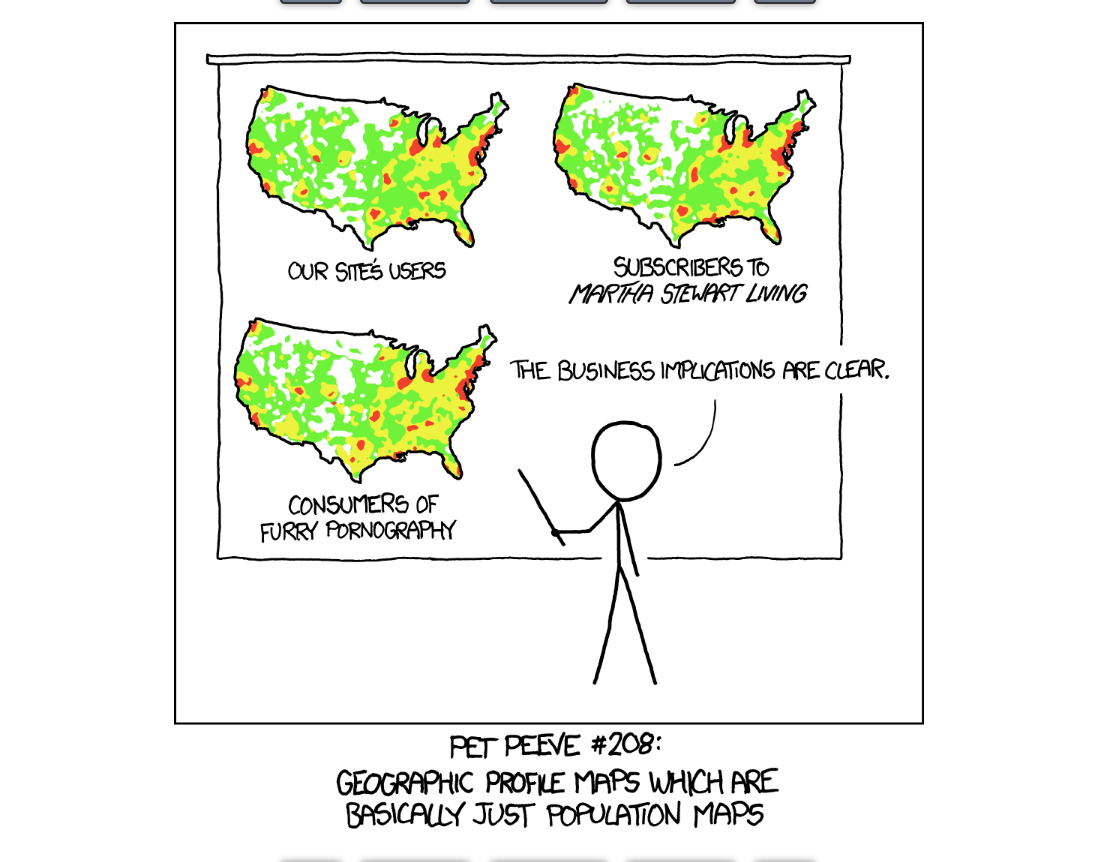 OUR SITE'S USERS
SUBSCRIBERS TO
MARTHA STEWART LIVING
THE BUSINESS IMPLICATIONS ARE CLEAR.
CONSUMERS OF
FURRY PORNOGRAPHY
PET PEEVE #208:
GEOGRAPHIC PROFILE MAPS WHICH ARE
BASICALLY JUST POPULATION MAPS